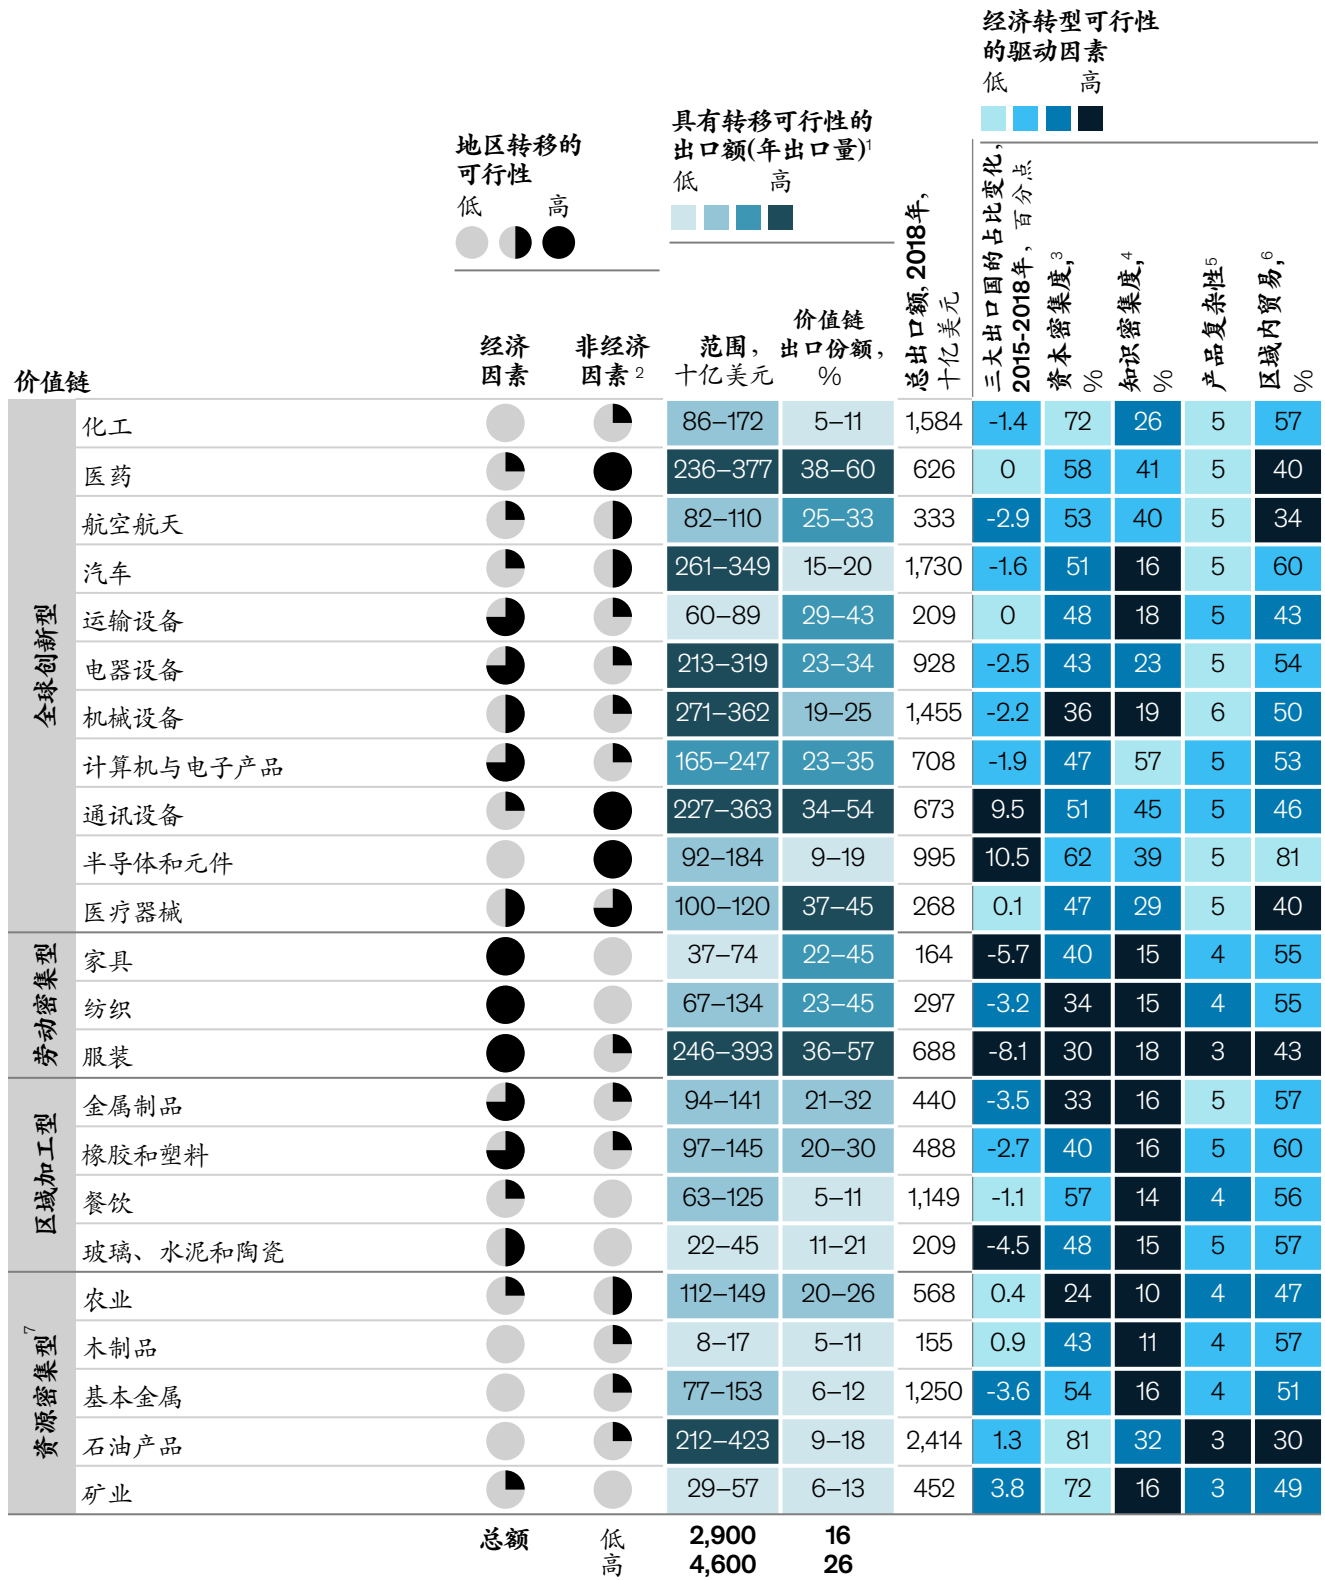 经济转型可行性
的驱动因素
低 高
具有转移可行性的
出口额(年出口量)1
低 高
地区转移的
可行性
低 高
价值链
经济
因素
非经济
因素 2
范围,
十亿美元
价值链
出口份额,
%
总出口额, 2018年,
十亿美元
三大出口国的占比变化,
2015-2018年, 百分点
资本密集度,3
%
知识密集度,4
%
产品复杂性5
区域内贸易,6
%
全球创新型
化工 86–172 5–11 1,584 -1.4 72 26 5 57
医药 236–377 38–60 626 0 58 41 5 40
航空航天 82–110 25–33 333 -2.9 53 40 5 34
汽车 261–349 15–20 1,730 -1.6 51 16 5 60
运输设备 60–89 29–43 209 0 48 18 5 43
电器设备 213–319 23–34 928 -2.5 43 23 5 54
机械设备 271–362 19–25 1,455 -2.2 36 19 6 50
计算机与电子产品 165–247 23–35 708 -1.9 47 57 5 53
通讯设备 227–363 34–54 673 9.5 51 45 5 46
半导体和元件 92–184 9–19 995 10.5 62 39 5 81
医疗器械 100–120 37–45 268 0.1 47 29 5 40
劳动密集型
家具 37–74 22–45 164 -5.7 40 15 4 55
纺织 67–134 23–45 297 -3.2 34 15 4 55
服装 246–393 36–57 688 -8.1 30 18 3 43
区域加工型
金属制品 94–141 21–32 440 -3.5 33 16 5 57
橡胶和塑料 97–145 20–30 488 -2.7 40 16 5 60
餐饮 63–125 5–11 1,149 -1.1 57 14 4 56
玻璃、水泥和陶瓷 22–45 11–21 209 -4.5 48 15 5 57
资源密集型7
农业 112–149 20–26 568 0.4 24 10 4 47
木制品 8–17 5–11 155 0.9 43 11 4 57
基本金属 77–153 6–12 1,250 -3.6 54 16 4 51
石油产品 212–423 9–18 2,414 1.3 81 32 3 30
矿业 29–57 6–13 452 3.8 72 16 3 49
总额 低 2,900 16
高 4,600 26